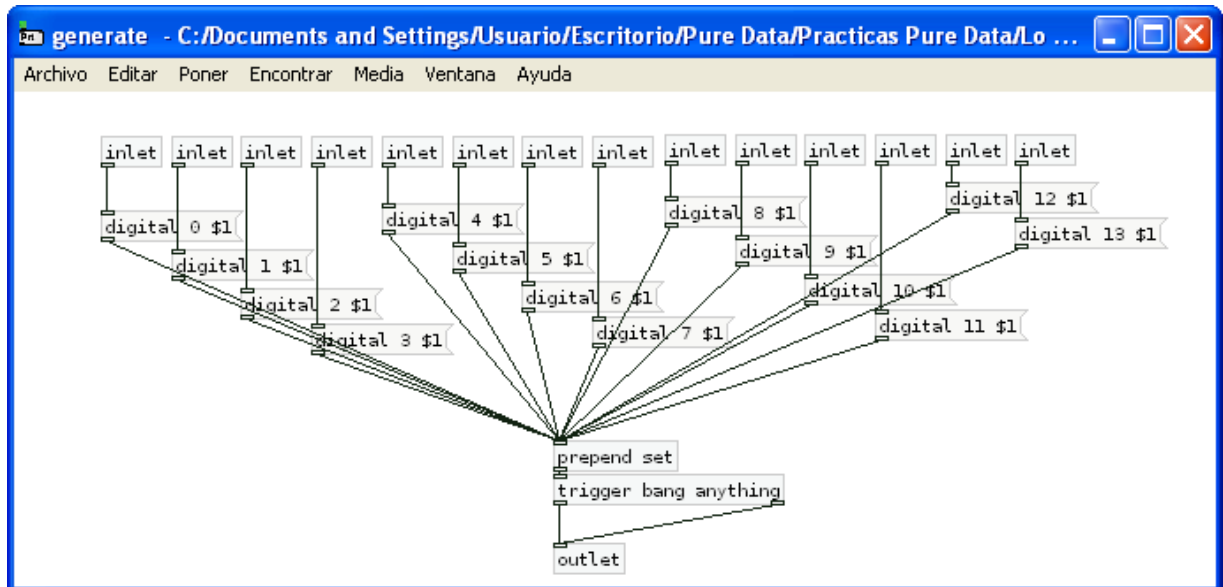 generate - C:/Documents and Settings/Usuario/Escritorio/Pure Data/Practicas Pure Data/Lo ...
Archivo Editar Poner Encontrar Media Ventana Ayuda
inlet inlet inlet inlet inlet inlet inlet inlet inlet inlet inlet inlet inlet inlet
digital 0 $1
digital 1 $1
digital 2 $1
digital 3 $1
digital 4 $1
digital 5 $1
digital 6 $1
digital 7 $1
digital 8 $1
digital 9 $1
digital 10 $1
digital 11 $1
digital 12 $1
digital 13 $1
prepend set
trigger bang anything
outlet